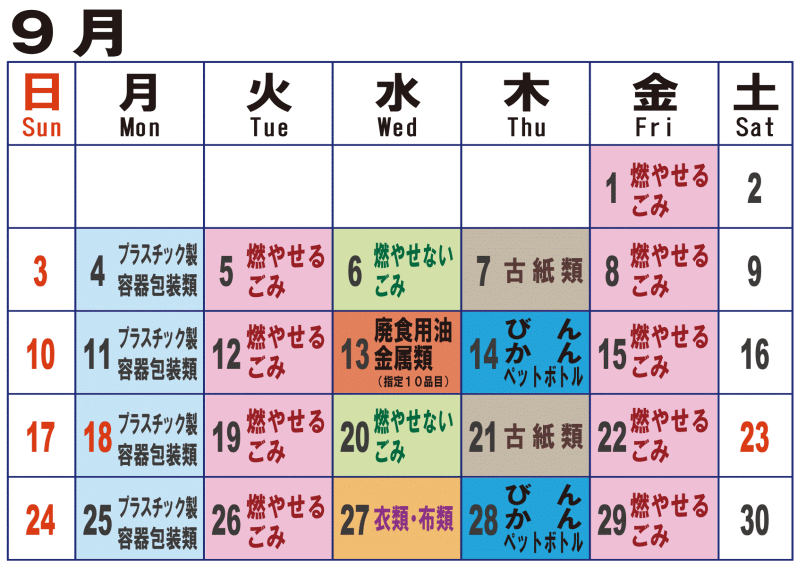 9月
日 月 火 水 木 金 土
Sun Mon Tue Wed Thu Fri Sat
1 燃やせる 2
ごみ
3 4 プラスチック製 5 燃やせる 6 燃やせない 7 古紙類 8 燃やせる 9
容器包装類 ごみ ごみ ごみ
10 11 プラスチック製 12 燃やせる 13 廃食用油 14 びん 15 燃やせる 16
容器包装類 ごみ 金属類 かん ごみ
(指定10品目) ペットボトル
17 18 プラスチック製 19 燃やせる 20 燃やせない 21 古紙類 22 燃やせる 23
容器包装類 ごみ ごみ ごみ
24 25 プラスチック製 26 燃やせる 27 衣類・布類 28 びん 29 燃やせる 30
容器包装類 ごみ かん ごみ
ペットボトル